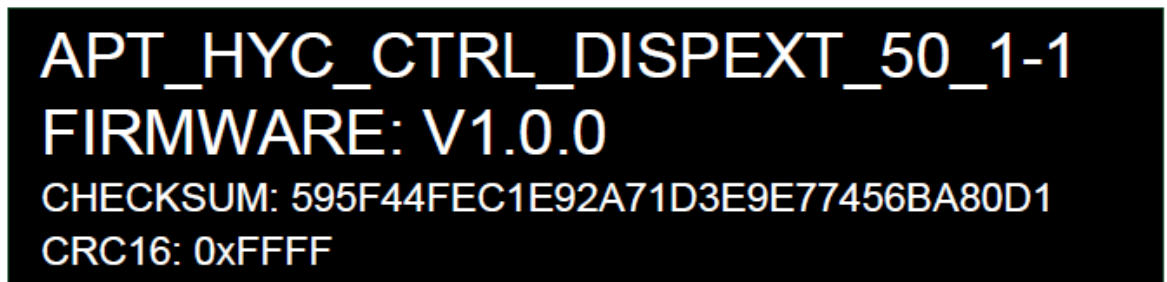 APT_HYC_CTRL_DISPEXT_50_1-1
FIRMWARE: V1.0.0
CHECKSUM: 595F44FEC1E92A71D3E9E77456BA80D1
CRC16: 0xFFFF